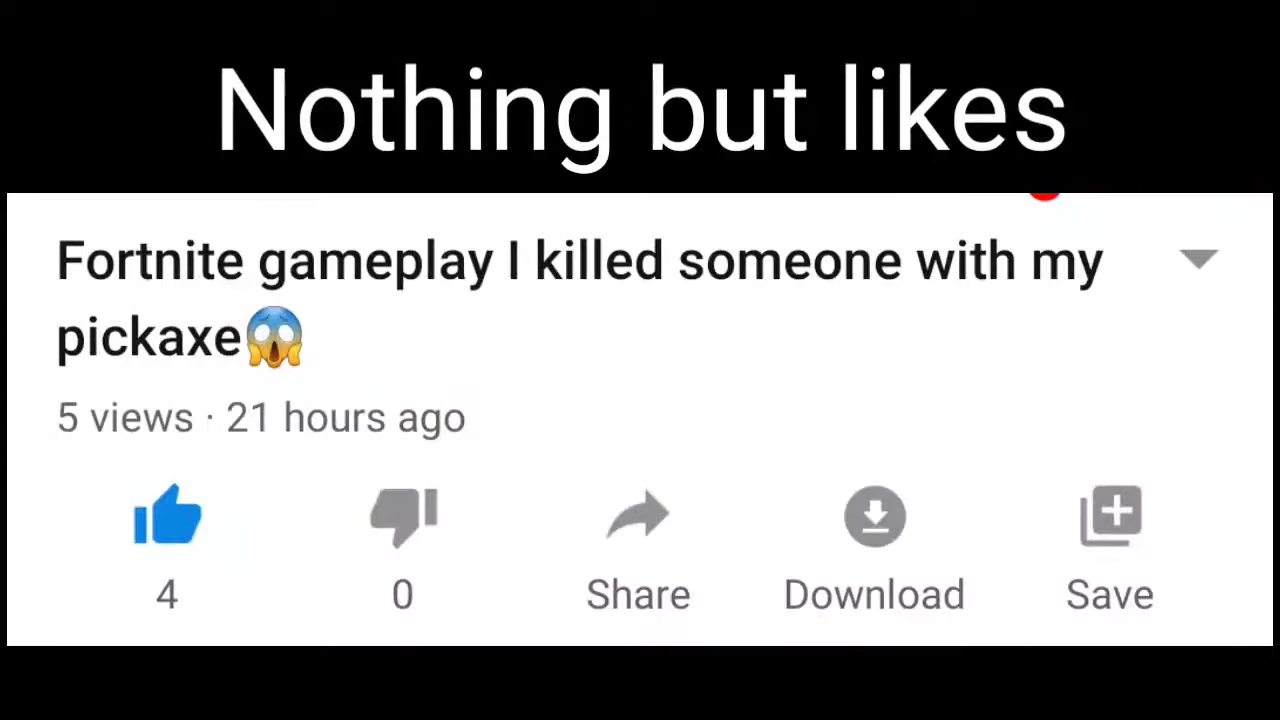 Nothing but likes
Fortnite gameplay I killed someone with my
pickaxe😱
5 views · 21 hours ago
4 0 Share Download Save